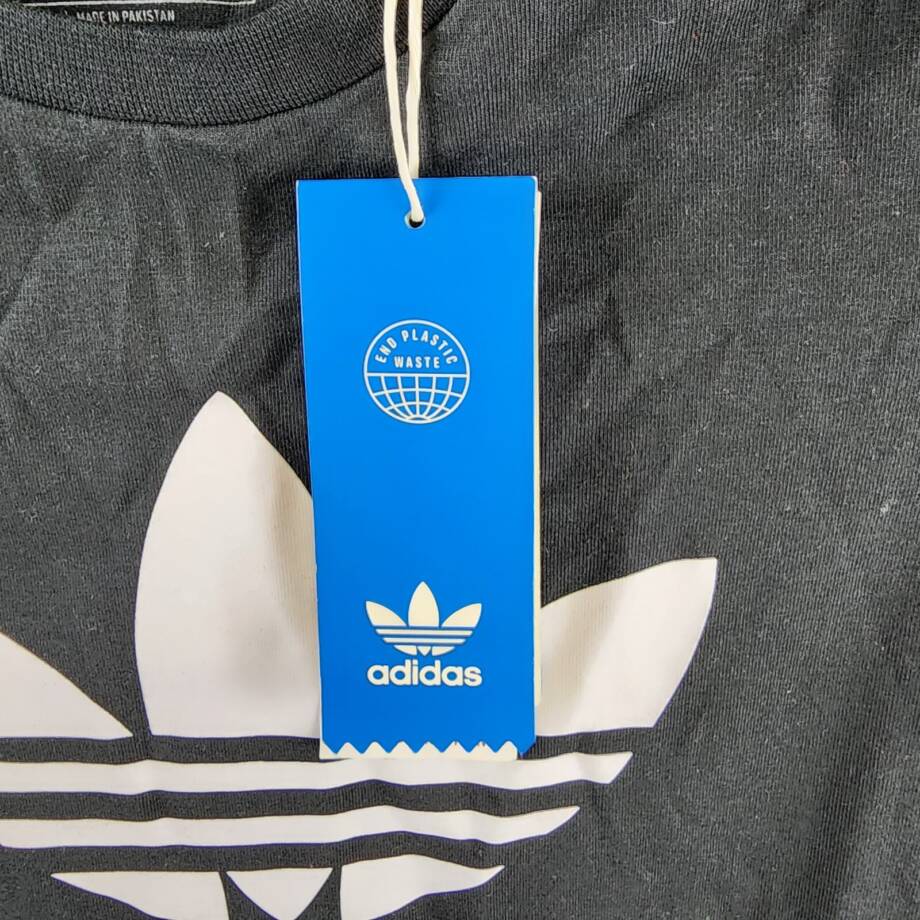 MADE IN PAKISTAN
END PLASTIC
WASTE
adidas